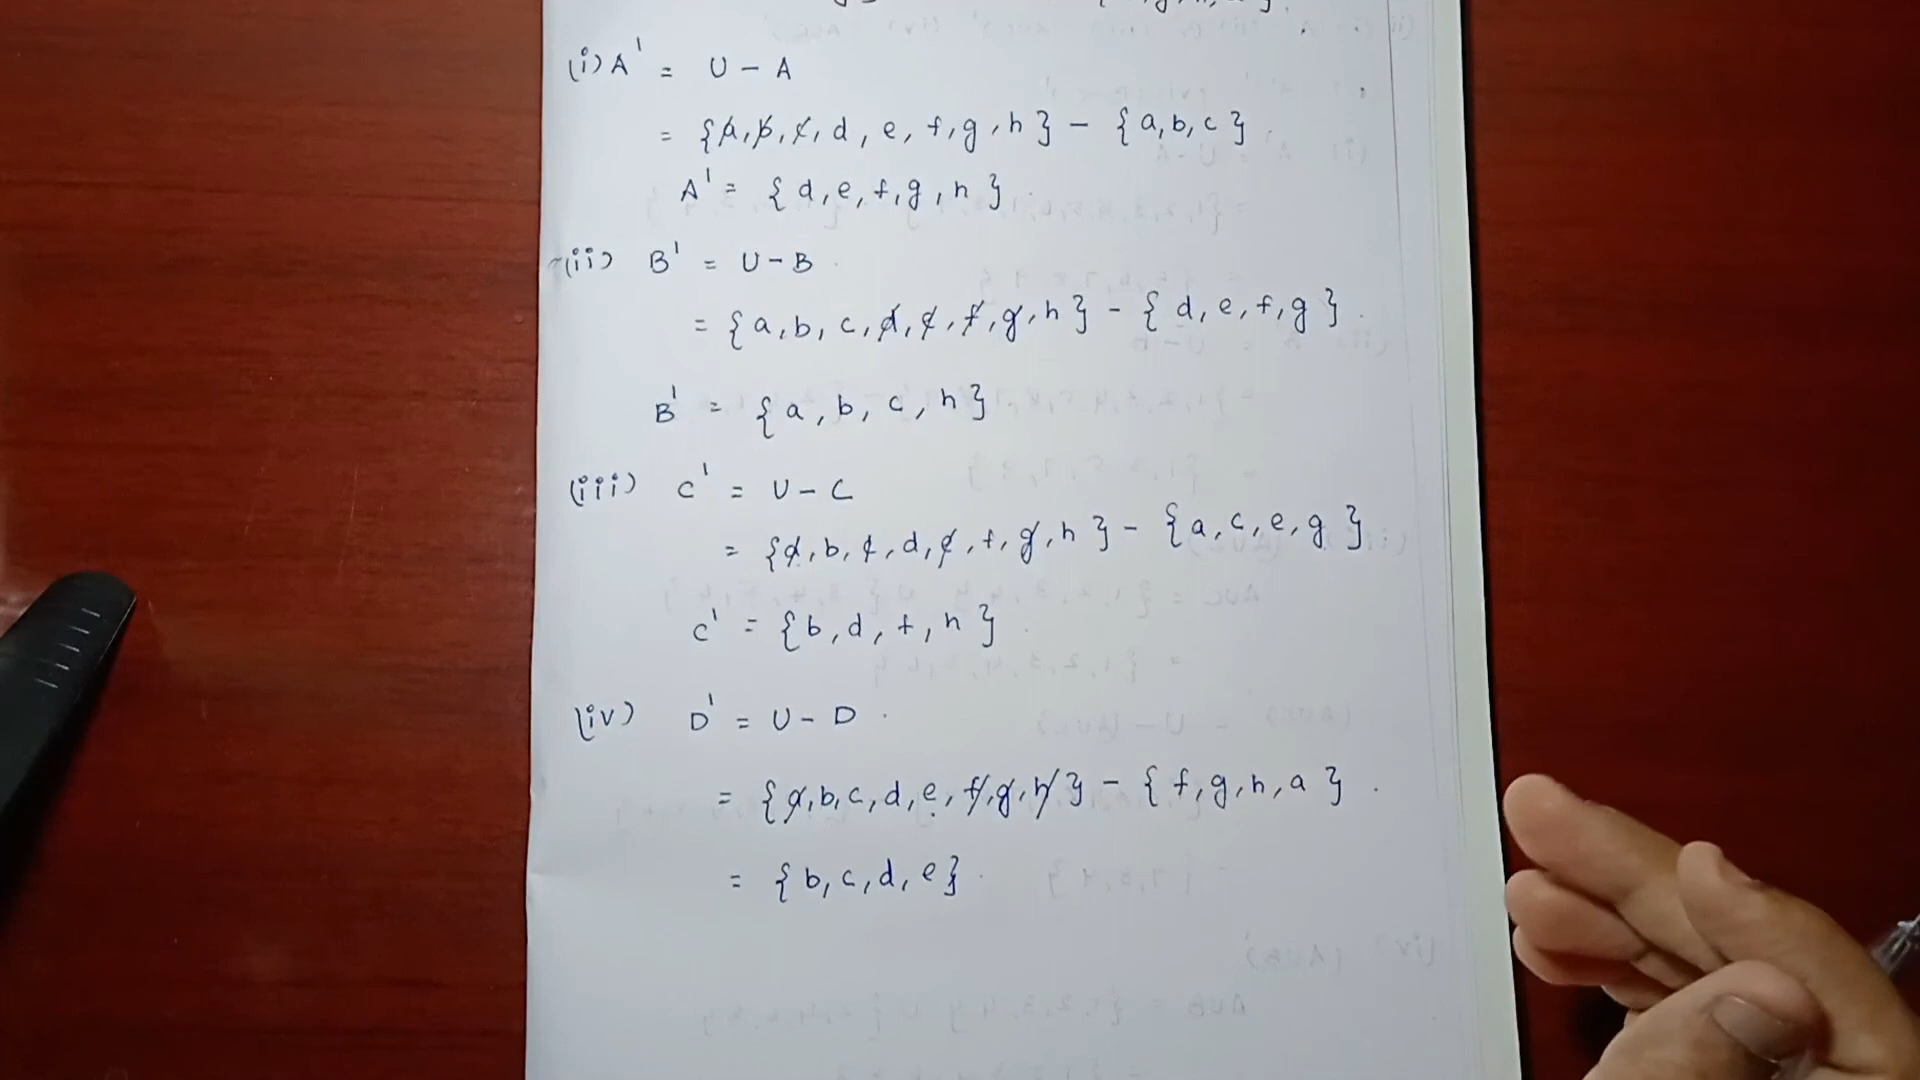 (i) A' = U - A
= {a, b, c, d, e, f, g, h} - {a, b, c}
A' = {d, e, f, g, h}
(ii) B' = U - B
= {a, b, c, d, e, f, g, h} - {d, e, f, g}
B' = {a, b, c, h}
(iii) C' = U - C
= {a, b, c, d, e, f, g, h} - {a, c, e, g}
C' = {b, d, f, h}
(iv) D' = U - D
= {a, b, c, d, e, f, g, h} - {f, g, h, a}
= {b, c, d, e}